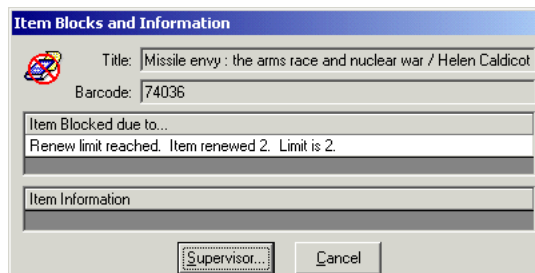 Item Blocks and Information
Title: Missile envy : the arms race and nuclear war / Helen Caldicot
Barcode: 74036
Item Blocked due to...
Renew limit reached. Item renewed 2. Limit is 2.
Item Information
Supervisor... Cancel